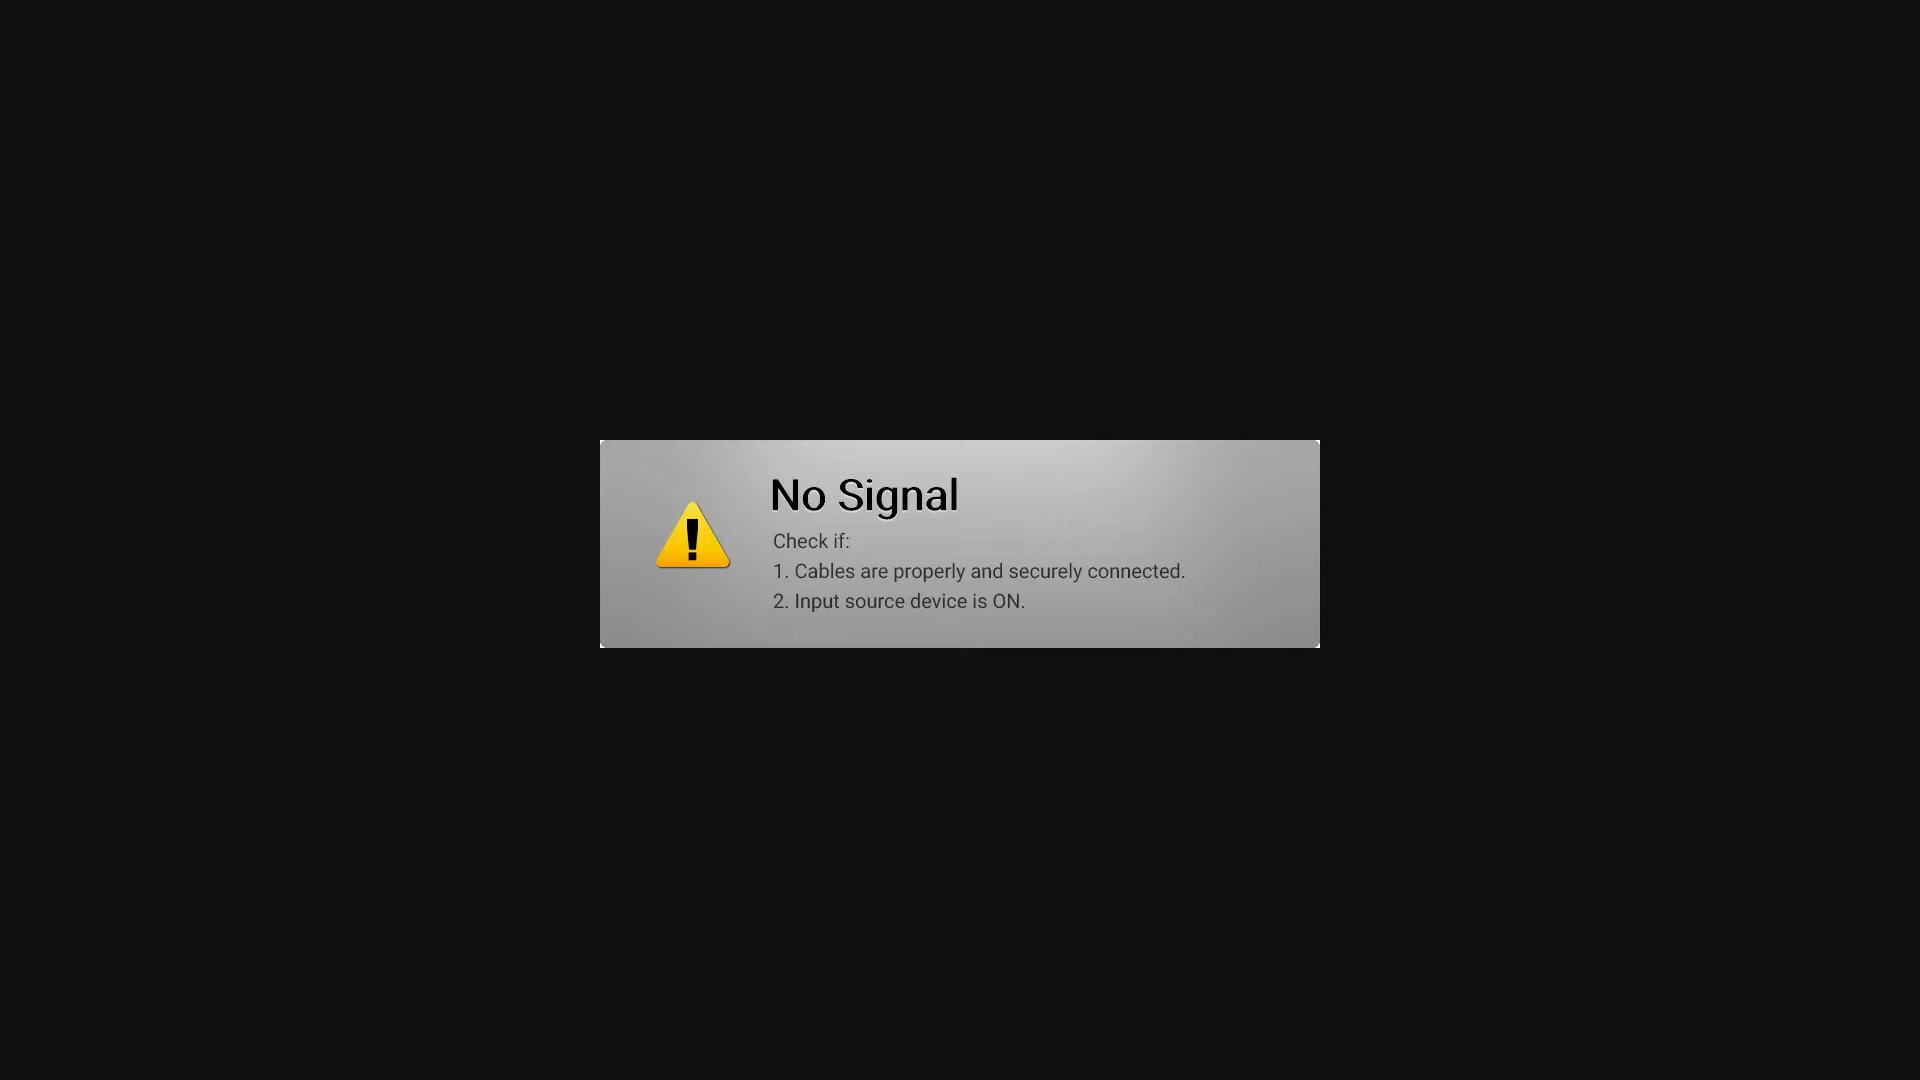 No Signal
Check if:
1. Cables are properly and securely connected.
2. Input source device is ON.